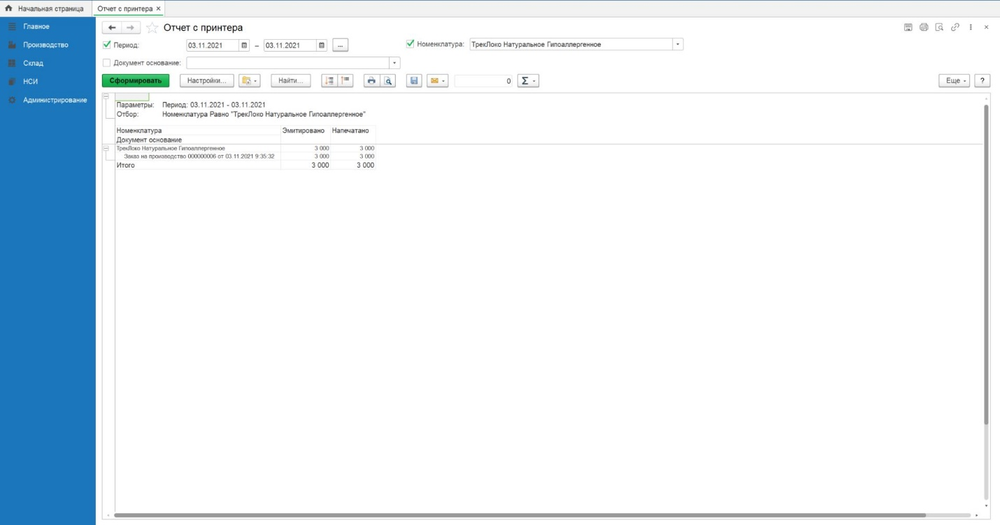 Начальная страница
Отчет с принтера ×
Главное
Производство
Склад
НСИ
Администрирование
Отчет с принтера
Период: 03.11.2021 – 03.11.2021 ...
Номенклатура: ТрекЛоко Натуральное Гипоаллергенное
Документ основание:
Сформировать Настройки... Найти... 0 Σ Еще ?
Параметры: Период: 03.11.2021 - 03.11.2021
Отбор: Номенклатура Равно "ТрекЛоко Натуральное Гипоаллергенное"
Номенклатура Эмитировано Напечатано
Документ основание
ТрекЛоко Натуральное Гипоаллергенное 3 000 3 000
Заказ на производство 000000006 от 03.11.2021 9:35:32 3 000 3 000
Итого 3 000 3 000